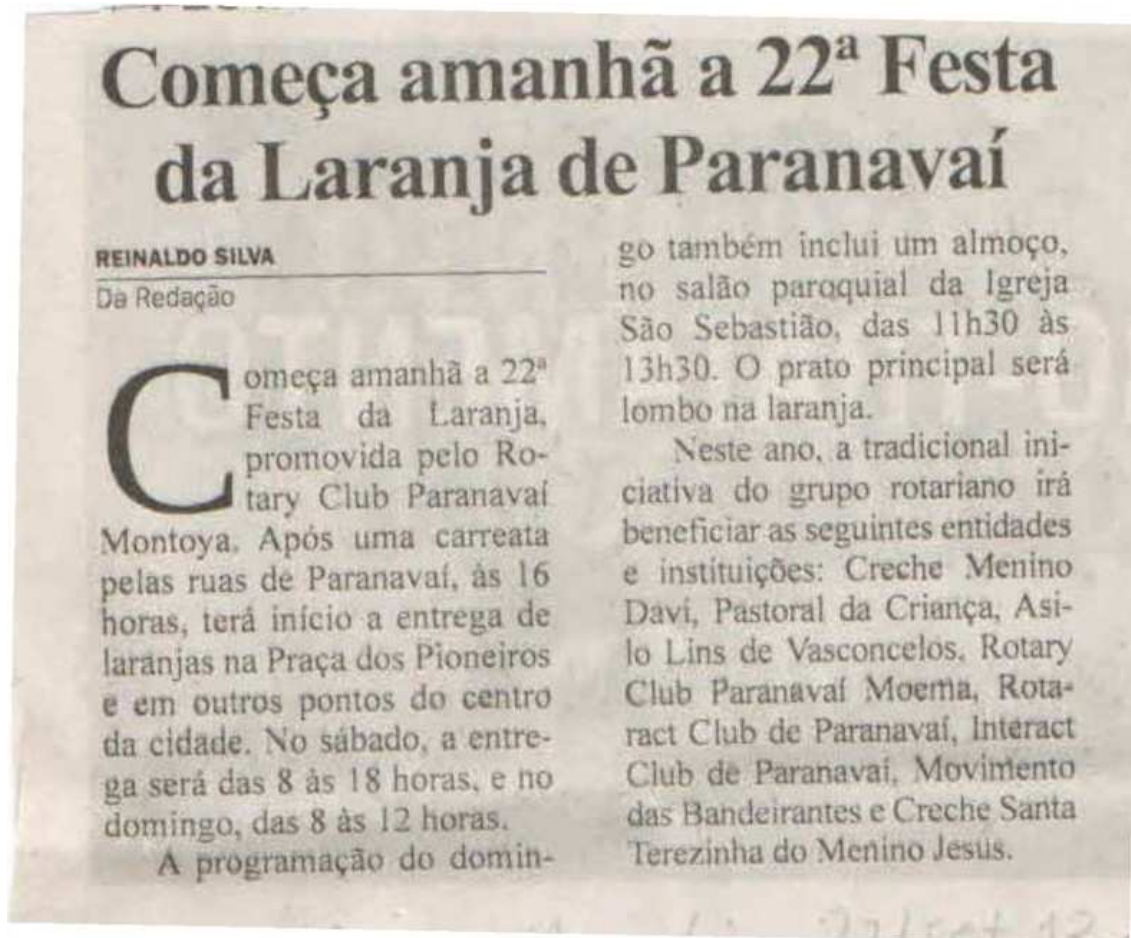 Começa amanhã a 22ª Festa
da Laranja de Paranavaí
REINALDO SILVA
Da Redação
Começa amanhã a 22ª
Festa da Laranja,
promovida pelo Ro-
tary Club Paranavaí
Montoya. Após uma carreata
pelas ruas de Paranavaí, às 16
horas, terá início a entrega de
laranjas na Praça dos Pioneiros
e em outros pontos do centro
da cidade. No sábado, a entre-
ga será das 8 às 18 horas, e no
domingo, das 8 às 12 horas.
A programação do domin-
go também inclui um almoço,
no salão paroquial da Igreja
São Sebastião, das 11h30 às
13h30. O prato principal será
lombo na laranja.
Neste ano, a tradicional ini-
ciativa do grupo rotariano irá
beneficiar as seguintes entidades
e instituições: Creche Menino
Davi, Pastoral da Criança, Asi-
lo Lins de Vasconcelos, Rotary
Club Paranavaí Moema, Rota-
ract Club de Paranavaí, Interact
Club de Paranavaí, Movimento
das Bandeirantes e Creche Santa
Terezinha do Menino Jesus.